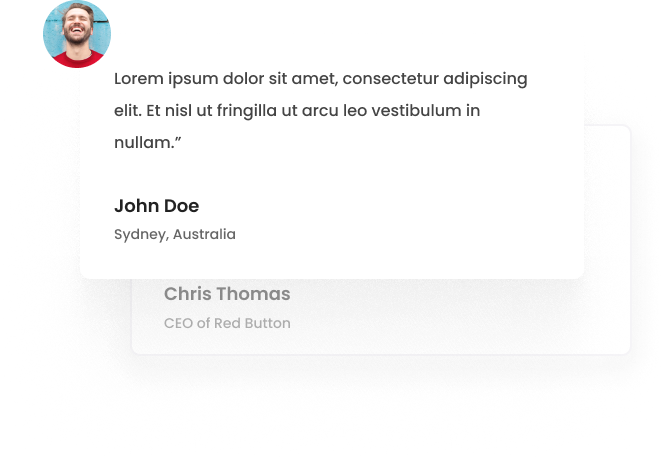 Lorem ipsum dolor sit amet, consectetur adipiscing
elit. Et nisl ut fringilla ut arcu leo vestibulum in
nullam.”
John Doe
Sydney, Australia
Chris Thomas
CEO of Red Button